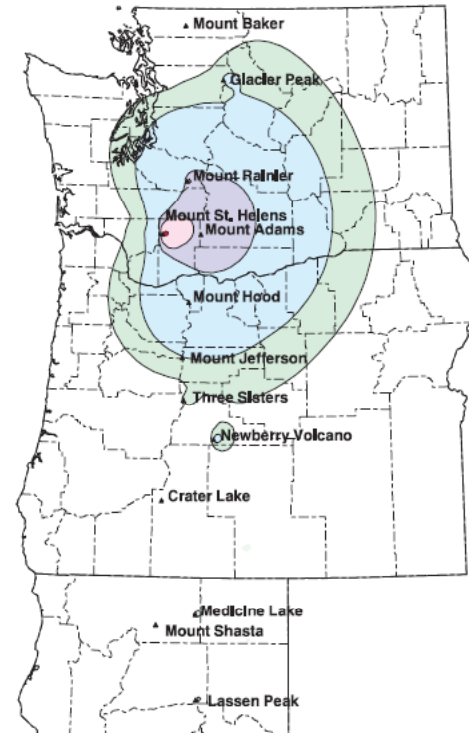 Mount Baker
Glacier Peak
Mount Rainier
Mount St. Helens
Mount Adams
Mount Hood
Mount Jefferson
Three Sisters
Newberry Volcano
Crater Lake
Medicine Lake
Mount Shasta
Lassen Peak